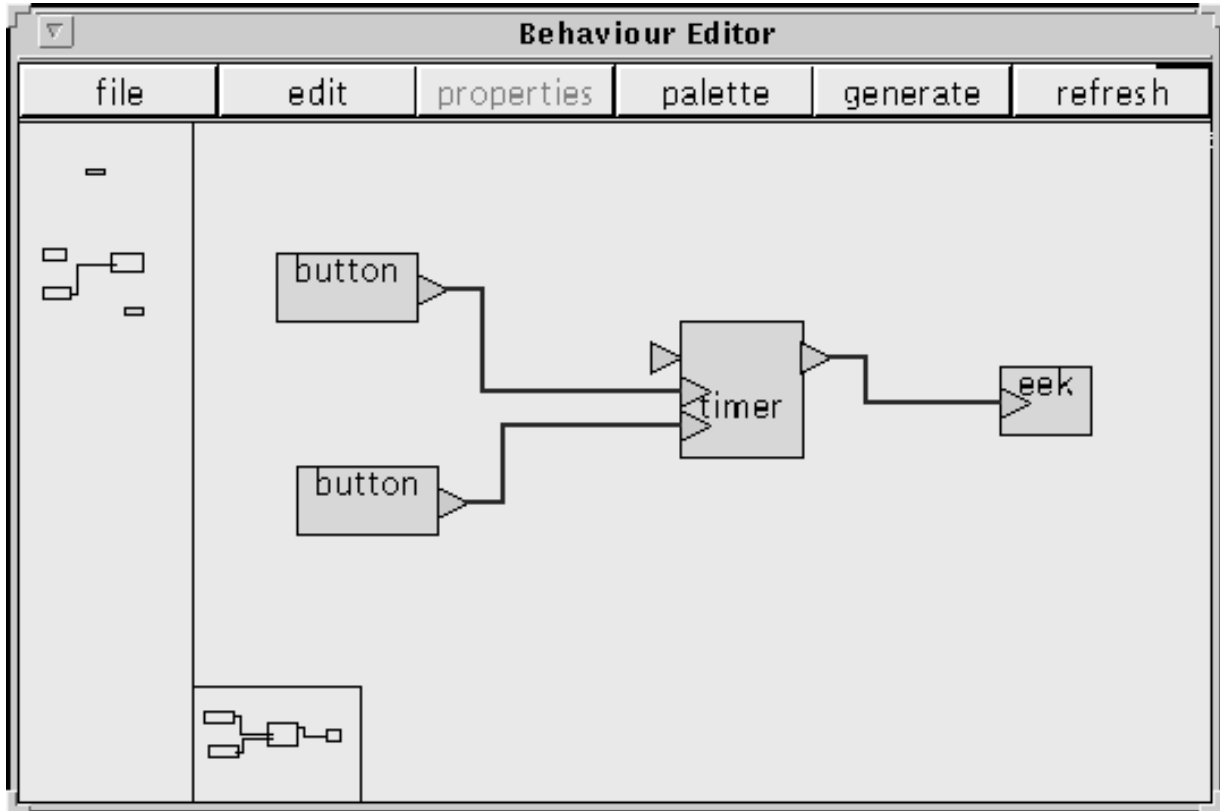 Behaviour Editor
file edit properties palette generate refresh
button
timer
eek
button